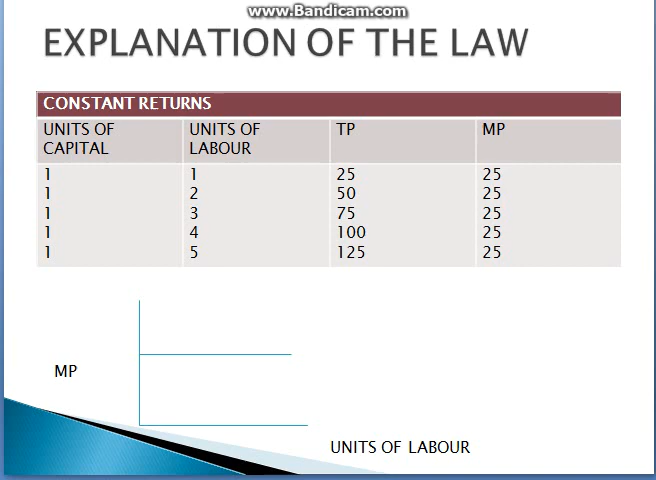 www.Bandicam.com
EXPLANATION OF THE LAW
CONSTANT RETURNS
UNITS OF CAPITAL UNITS OF LABOUR TP MP
1 1 25 25
1 2 50 25
1 3 75 25
1 4 100 25
1 5 125 25
MP
UNITS OF LABOUR